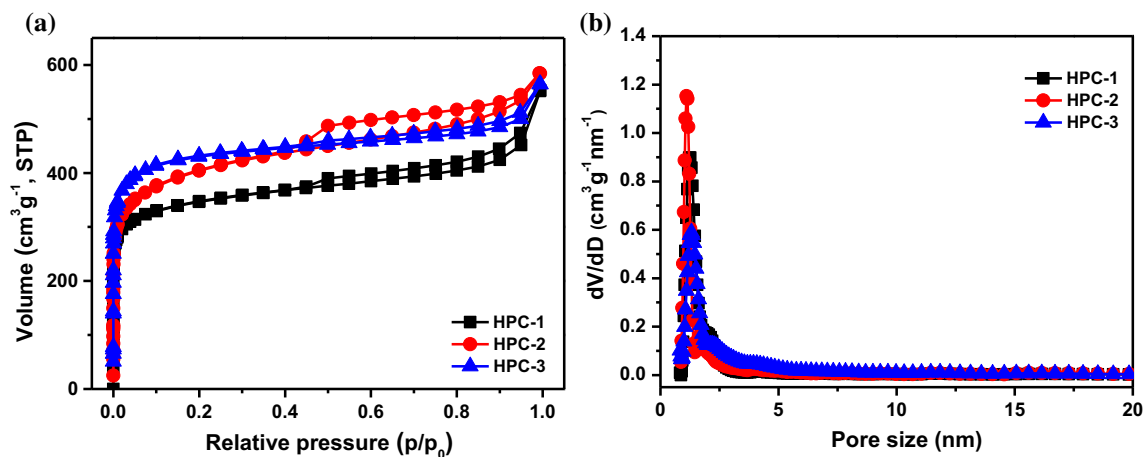 (a)
Volume (cm³g⁻¹, STP)
600
400
200
0
0.0 0.2 0.4 0.6 0.8 1.0
Relative pressure (p/p₀)
HPC-1
HPC-2
HPC-3
(b)
dV/dD (cm³g⁻¹nm⁻¹)
1.4
1.2
1.0
0.8
0.6
0.4
0.2
0.0
0 5 10 15 20
Pore size (nm)
HPC-1
HPC-2
HPC-3